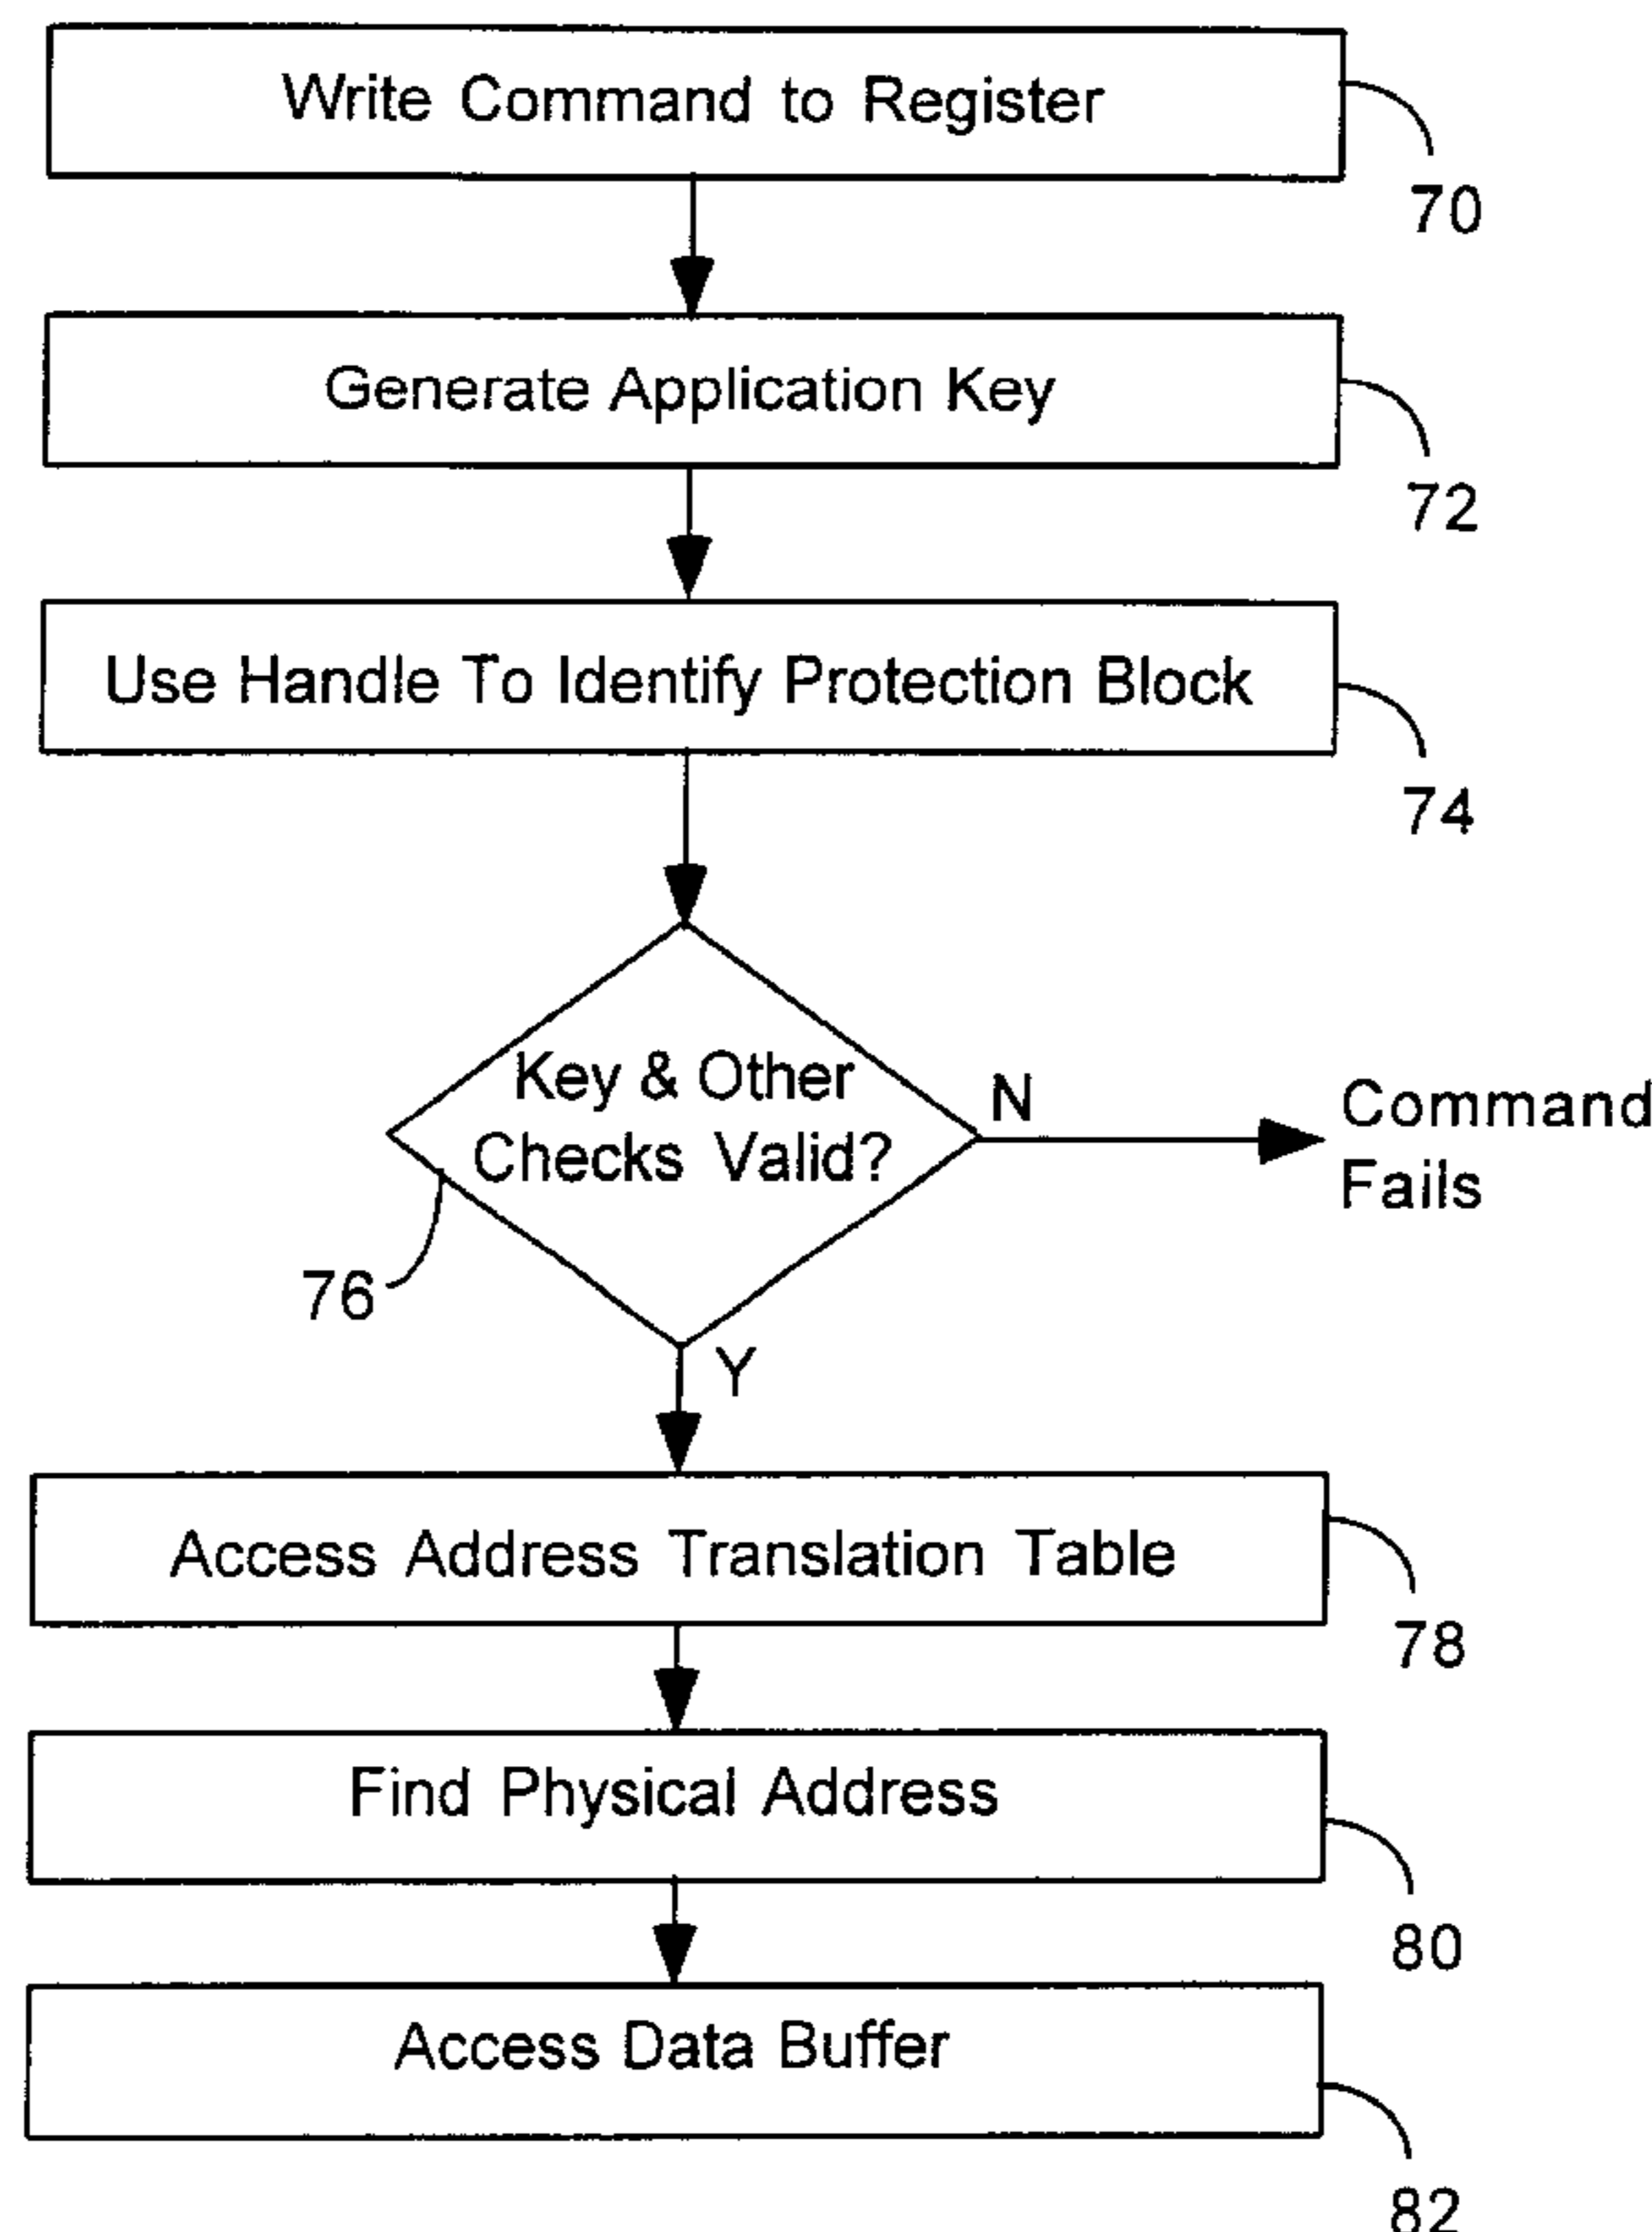 Write Command to Register
70
Generate Application Key
72
Use Handle To Identify Protection Block
74
Key & Other
Checks Valid?
N
Command
Fails
76
Y
Access Address Translation Table
78
Find Physical Address
80
Access Data Buffer
82